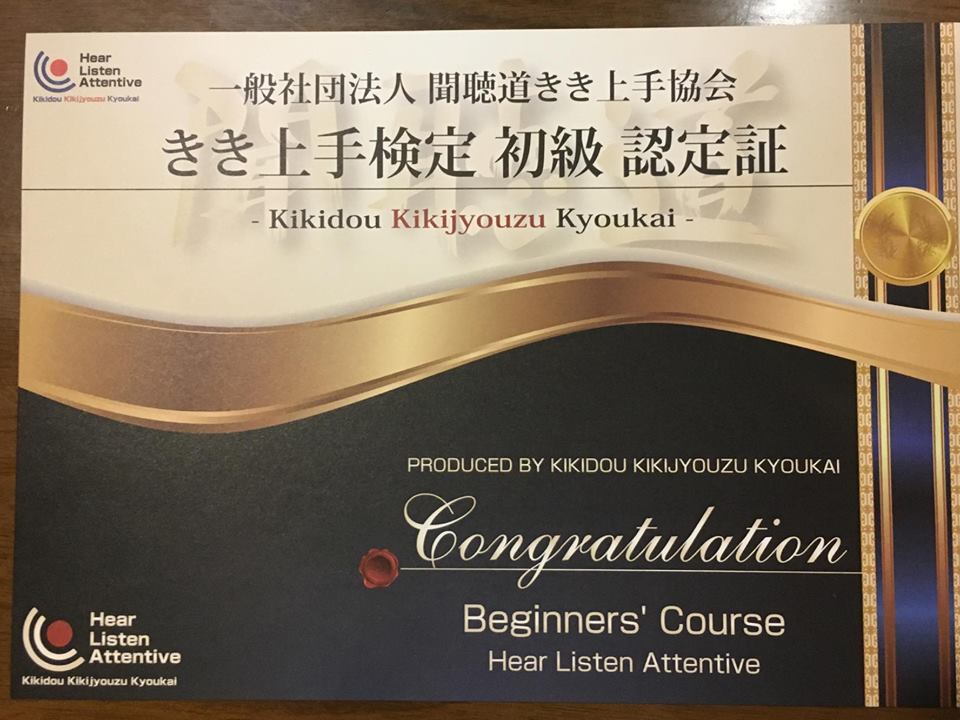 Hear
Listen
Attentive
Kikidou Kikijyouzu Kyoukai
一般社団法人 聞聴道きき上手協会
きき上手検定 初級 認定証
- Kikidou Kikijyouzu Kyoukai -
PRODUCED BY KIKIDOU KIKIJYOUZU KYOUKAI
Congratulation
Beginners' Course
Hear Listen Attentive
Hear
Listen
Attentive
Kikidou Kikijyouzu Kyoukai